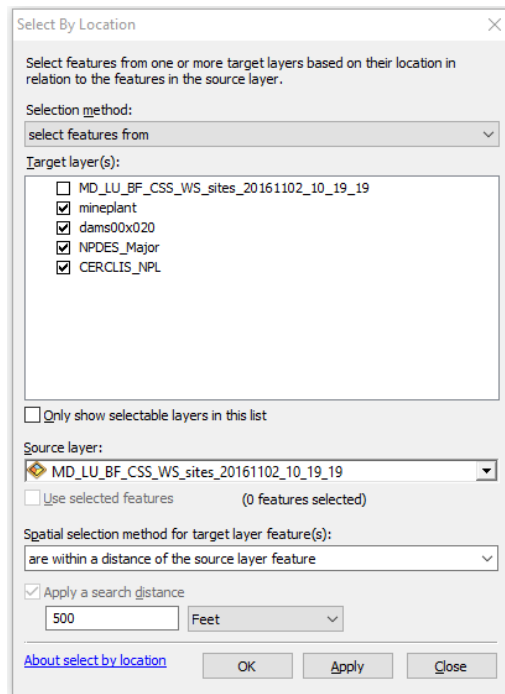 Select By Location
Select features from one or more target layers based on their location in
relation to the features in the source layer.
Selection method:
select features from
Target layer(s):
MD_LU_BF_CSS_WS_sites_20161102_10_19_19
mineplant
dams00x020
NPDES_Major
CERCLIS_NPL
Only show selectable layers in this list
Source layer:
MD_LU_BF_CSS_WS_sites_20161102_10_19_19
Use selected features (0 features selected)
Spatial selection method for target layer feature(s):
are within a distance of the source layer feature
Apply a search distance
500 Feet
About select by location OK Apply Close